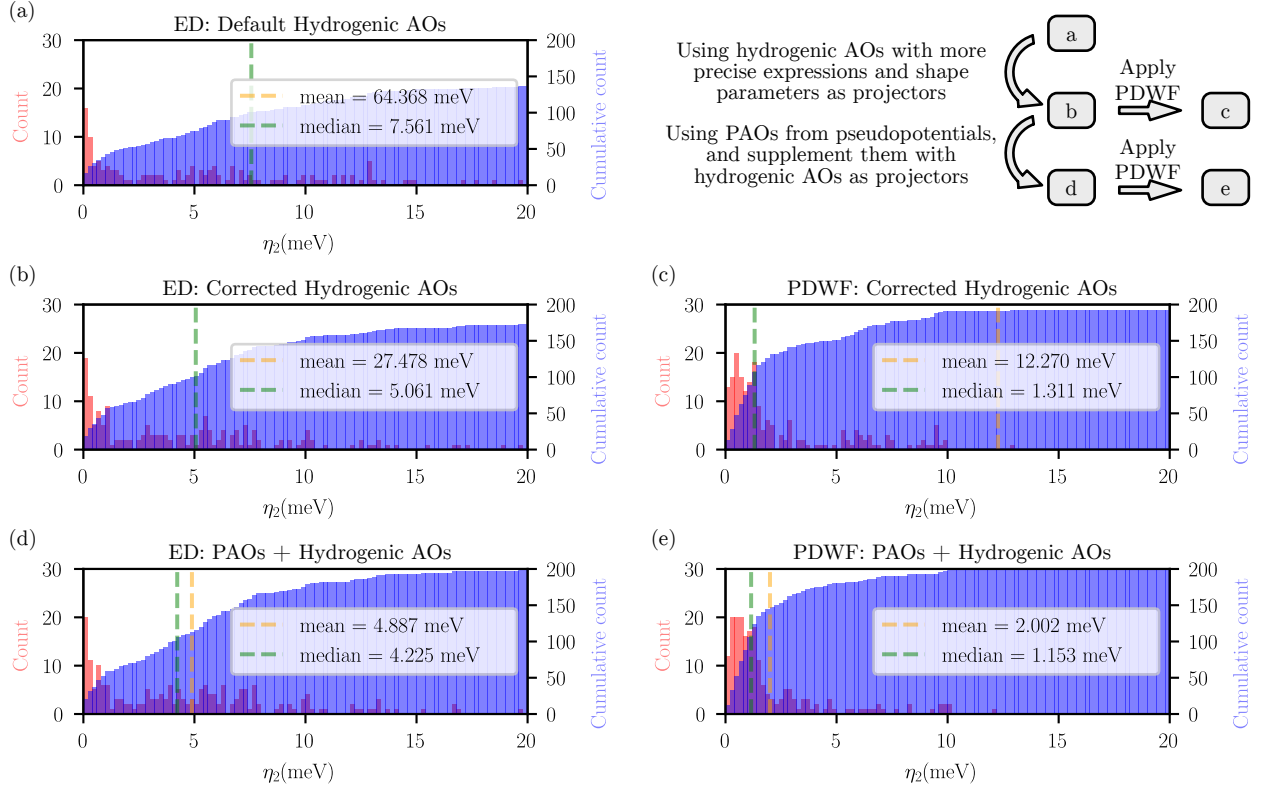 (a)
ED: Default Hydrogenic AOs
30
20
10
0
Count
200
150
100
50
0
Cumulative count
mean = 64.368 meV
median = 7.561 meV
0 5 10 15 20
η₂(meV)
Using hydrogenic AOs with more
precise expressions and shape
parameters as projectors
Using PAOs from pseudopotentials,
and supplement them with
hydrogenic AOs as projectors
a
b
Apply
PDWF
c
d
Apply
PDWF
e
(b)
ED: Corrected Hydrogenic AOs
30
20
10
0
Count
200
150
100
50
0
Cumulative count
mean = 27.478 meV
median = 5.061 meV
0 5 10 15 20
η₂(meV)
(c)
PDWF: Corrected Hydrogenic AOs
30
20
10
0
Count
200
150
100
50
0
Cumulative count
mean = 12.270 meV
median = 1.311 meV
0 5 10 15 20
η₂(meV)
(d)
ED: PAOs + Hydrogenic AOs
30
20
10
0
Count
200
150
100
50
0
Cumulative count
mean = 4.887 meV
median = 4.225 meV
0 5 10 15 20
η₂(meV)
(e)
PDWF: PAOs + Hydrogenic AOs
30
20
10
0
Count
200
150
100
50
0
Cumulative count
mean = 2.002 meV
median = 1.153 meV
0 5 10 15 20
η₂(meV)